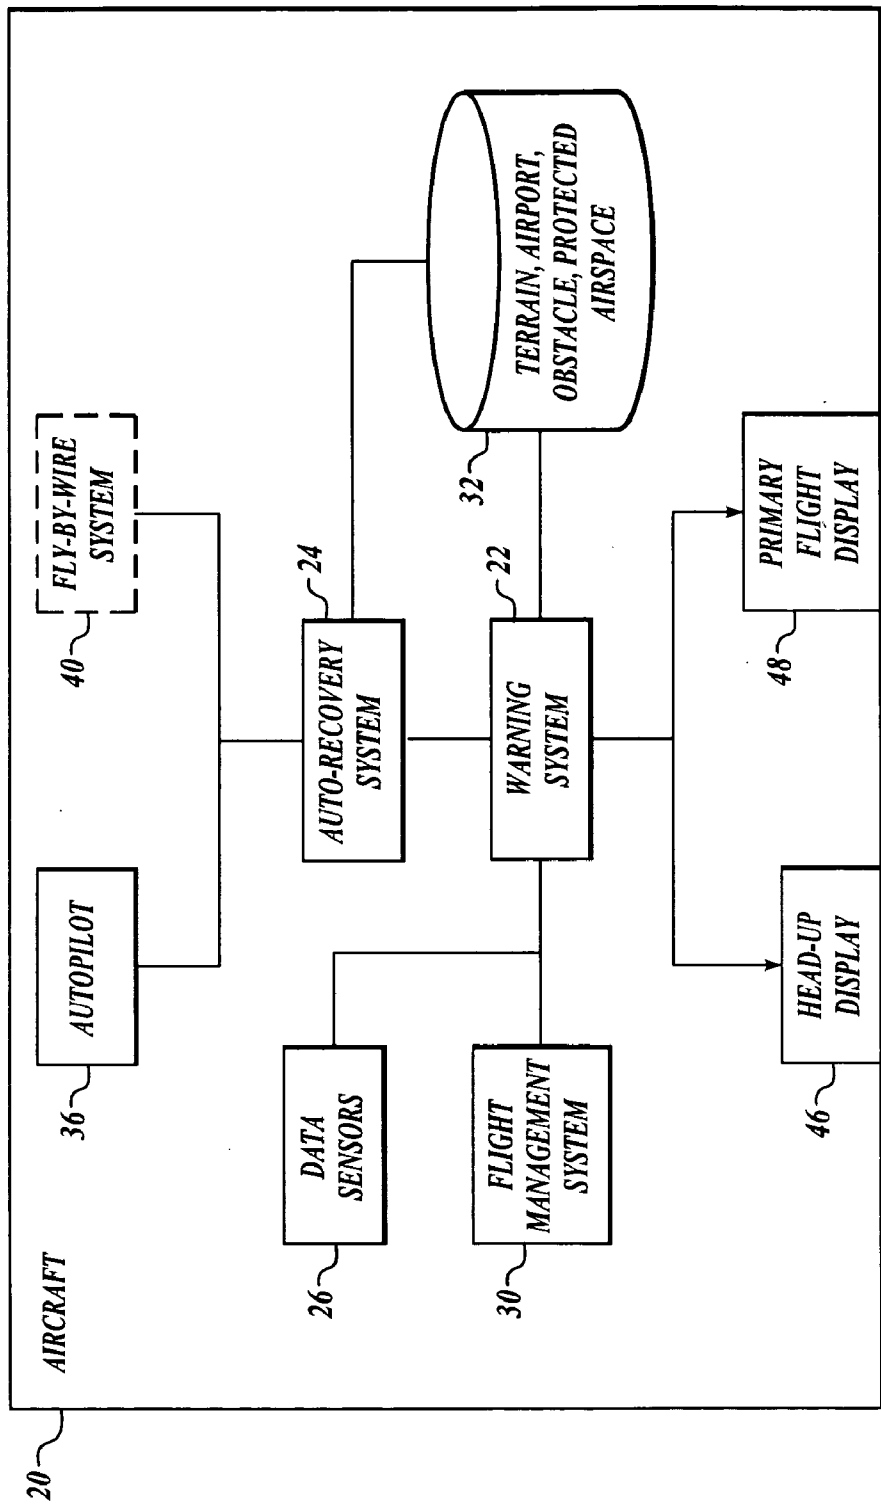 20
AIRCRAFT
36
AUTOPILOT
40
FLY-BY-WIRE
SYSTEM
26
DATA
SENSORS
24
AUTO-RECOVERY
SYSTEM
30
FLIGHT
MANAGEMENT
SYSTEM
22
WARNING
SYSTEM
32
TERRAIN, AIRPORT,
OBSTACLE, PROTECTED
AIRSPACE
46
HEAD-UP
DISPLAY
48
PRIMARY
FLIGHT
DISPLAY